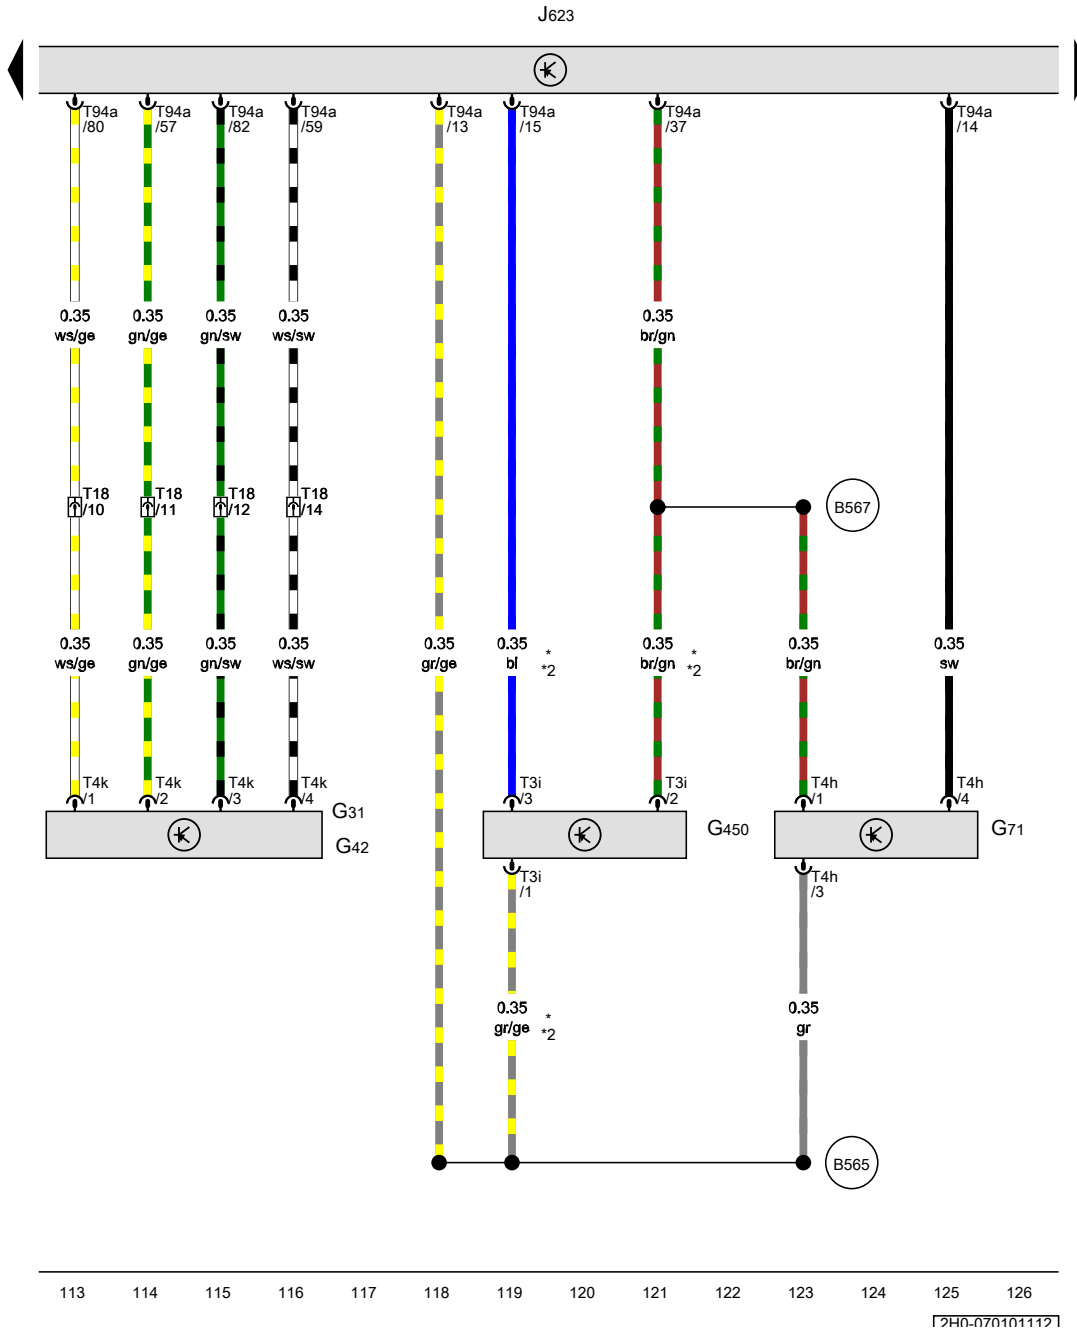 J623
T94a /80
T94a /57
T94a /82
T94a /59
T94a /13
T94a /15
T94a /37
T94a /14
0.35 ws/ge
0.35 gn/ge
0.35 gn/sw
0.35 ws/sw
0.35 br/gn
T18 /10
T18 /11
T18 /12
T18 /14
B567
0.35 ws/ge
0.35 gn/ge
0.35 gn/sw
0.35 ws/sw
0.35 gr/ge
0.35 bl
* *2
0.35 br/gn
* *2
0.35 br/gn
0.35 sw
T4k /1
T4k /2
T4k /3
T4k /4
T3i /3
T3i /2
T4h /1
T4h /4
G31
G42
G450
G71
T3i /1
T4h /3
0.35 gr/ge
* *2
0.35 gr
B565
113 114 115 116 117 118 119 120 121 122 123 124 125 126
2H0-070101112